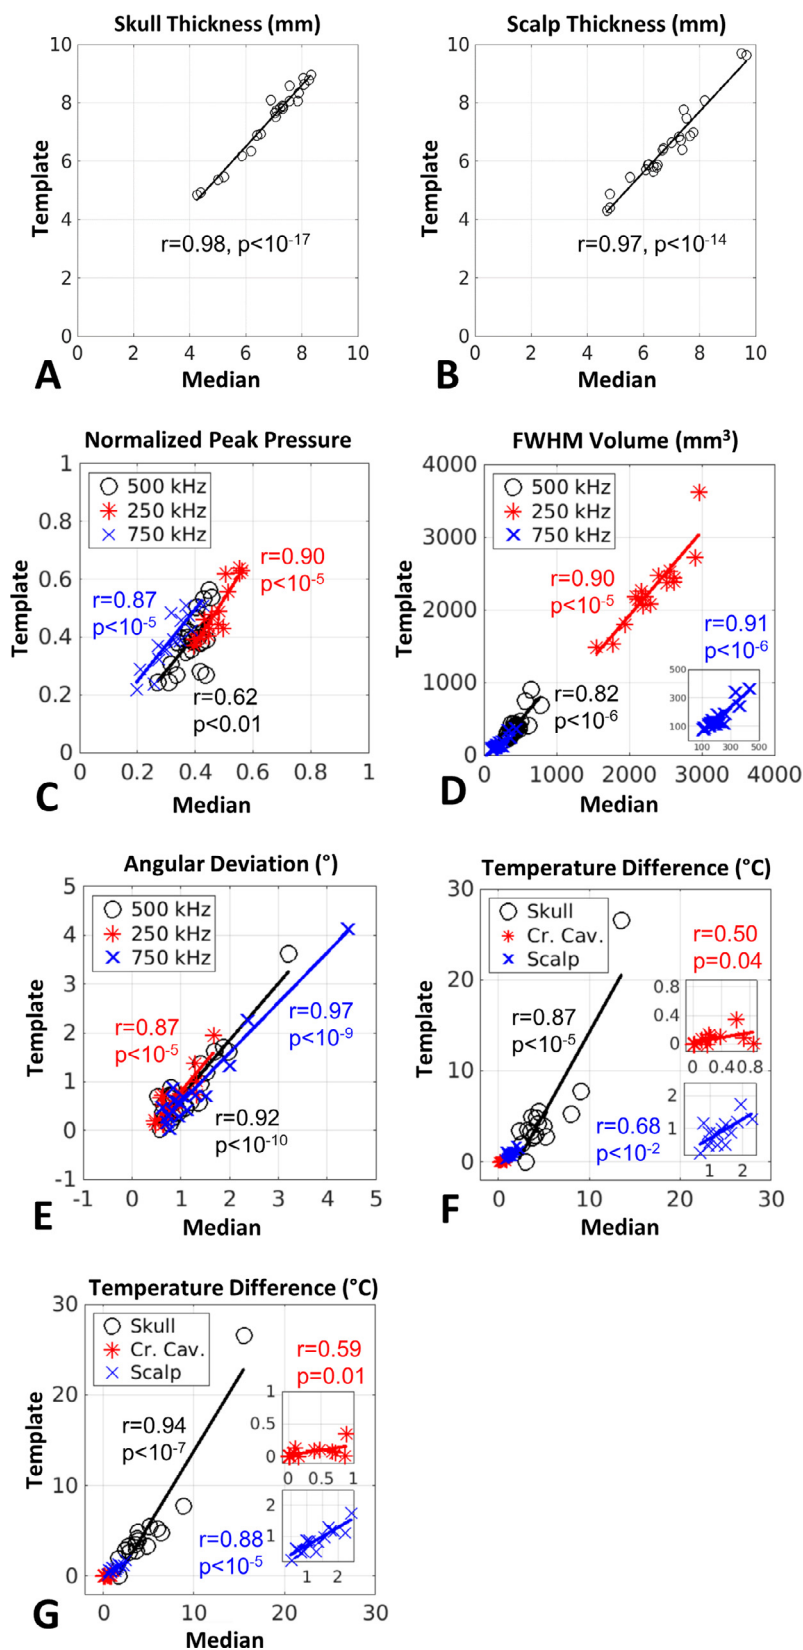 Skull Thickness (mm)
Scalp Thickness (mm)
10
8
6
4
2
0
Template
r=0.98, p<10-17
0 2 4 6 8 10
Median
A
10
8
6
4
2
0
Template
r=0.97, p<10-14
0 2 4 6 8 10
Median
B
Normalized Peak Pressure
1
0.8
0.6
0.4
0.2
0
Template
500 kHz
250 kHz
750 kHz
r=0.90
p<10-5
r=0.87
p<10-5
r=0.62
p<0.01
0 0.2 0.4 0.6 0.8 1
Median
C
FWHM Volume (mm3)
4000
3000
2000
1000
0
Template
500 kHz
250 kHz
750 kHz
r=0.90
p<10-5
r=0.91
p<10-6
r=0.82
p<10-6
500
300
100
100 300 500
0 1000 2000 3000 4000
Median
D
Angular Deviation (°)
5
4
3
2
1
0
-1
Template
500 kHz
250 kHz
750 kHz
r=0.87
p<10-5
r=0.97
p<10-9
r=0.92
p<10-10
-1 0 1 2 3 4 5
Median
E
Temperature Difference (°C)
30
20
10
0
Template
Skull
Cr. Cav.
Scalp
r=0.50
p=0.04
r=0.87
p<10-5
r=0.68
p<10-2
0.8
0.4
0
0 0.4 0.8
2
1
1 2
0 10 20 30
Median
F
Temperature Difference (°C)
30
20
10
0
Template
Skull
Cr. Cav.
Scalp
r=0.59
p=0.01
r=0.94
p<10-7
r=0.88
p<10-5
1
0.5
0
0 0.5 1
2
1
1 2
0 10 20 30
Median
G